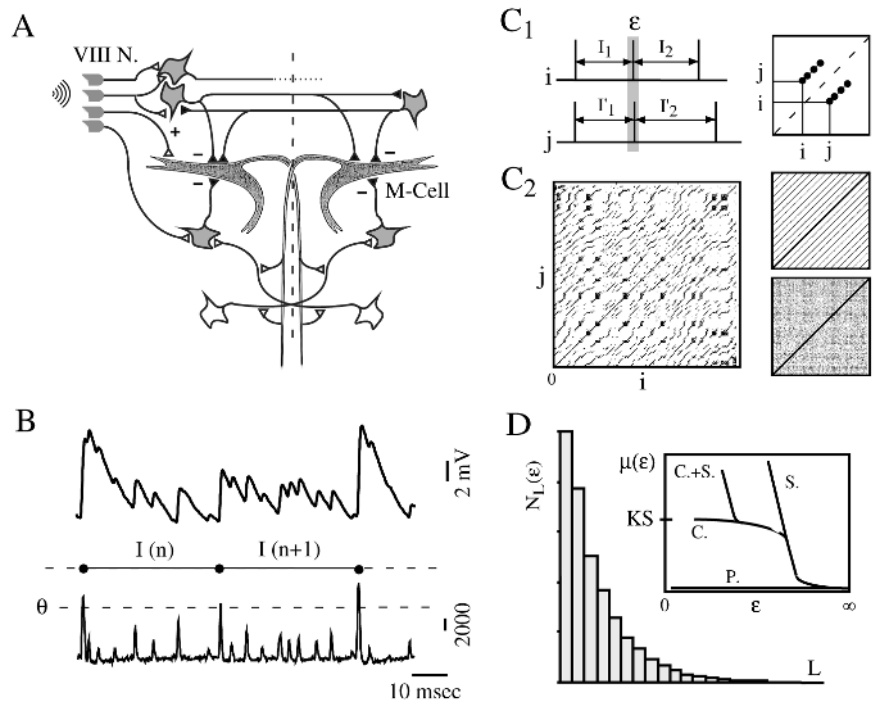 A
VIII N.
+
−
−
−
−
M-Cell
C1
ε
I1
I2
i
I'1
I'2
j
j
i
i
j
C2
j
0
i
B
2 mV
I (n)
I (n+1)
θ
2000
10 msec
D
NL(ε)
L
μ(ε)
C.+S.
S.
KS
C.
P.
0
ε
∞